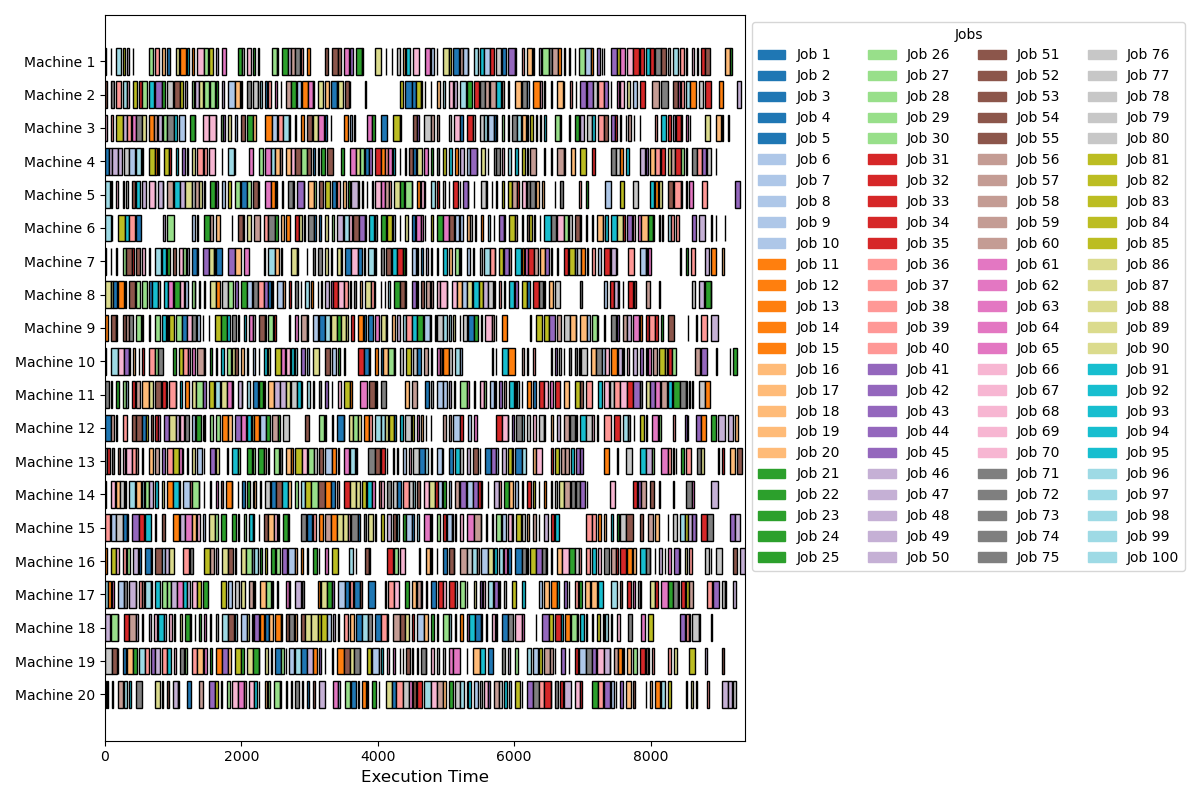 Machine 1
Machine 2
Machine 3
Machine 4
Machine 5
Machine 6
Machine 7
Machine 8
Machine 9
Machine 10
Machine 11
Machine 12
Machine 13
Machine 14
Machine 15
Machine 16
Machine 17
Machine 18
Machine 19
Machine 20
0 2000 4000 6000 8000
Execution Time
Jobs
Job 1 Job 26 Job 51 Job 76
Job 2 Job 27 Job 52 Job 77
Job 3 Job 28 Job 53 Job 78
Job 4 Job 29 Job 54 Job 79
Job 5 Job 30 Job 55 Job 80
Job 6 Job 31 Job 56 Job 81
Job 7 Job 32 Job 57 Job 82
Job 8 Job 33 Job 58 Job 83
Job 9 Job 34 Job 59 Job 84
Job 10 Job 35 Job 60 Job 85
Job 11 Job 36 Job 61 Job 86
Job 12 Job 37 Job 62 Job 87
Job 13 Job 38 Job 63 Job 88
Job 14 Job 39 Job 64 Job 89
Job 15 Job 40 Job 65 Job 90
Job 16 Job 41 Job 66 Job 91
Job 17 Job 42 Job 67 Job 92
Job 18 Job 43 Job 68 Job 93
Job 19 Job 44 Job 69 Job 94
Job 20 Job 45 Job 70 Job 95
Job 21 Job 46 Job 71 Job 96
Job 22 Job 47 Job 72 Job 97
Job 23 Job 48 Job 73 Job 98
Job 24 Job 49 Job 74 Job 99
Job 25 Job 50 Job 75 Job 100